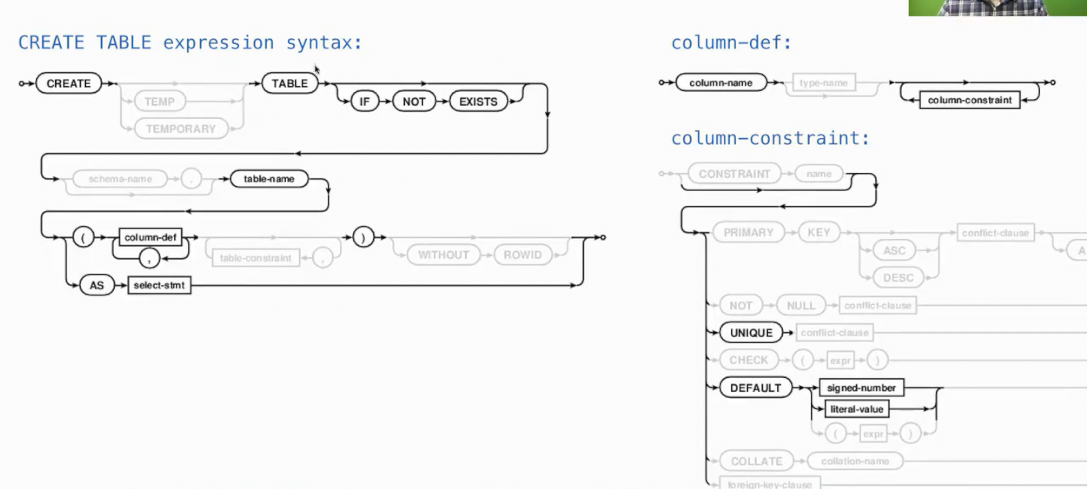 CREATE TABLE expression syntax:
CREATE
TEMP
TEMPORARY
TABLE
IF NOT EXISTS
schema-name . table-name
( column-def , table-constraint , ) WITHOUT ROWID
AS select-stmt
column-def:
column-name type-name
column-constraint
column-constraint:
CONSTRAINT name
PRIMARY KEY conflict-clause
ASC
DESC
NOT NULL conflict-clause
UNIQUE conflict-clause
CHECK ( expr )
DEFAULT signed-number
literal-value
( expr )
COLLATE collation-name
foreign-key-clause